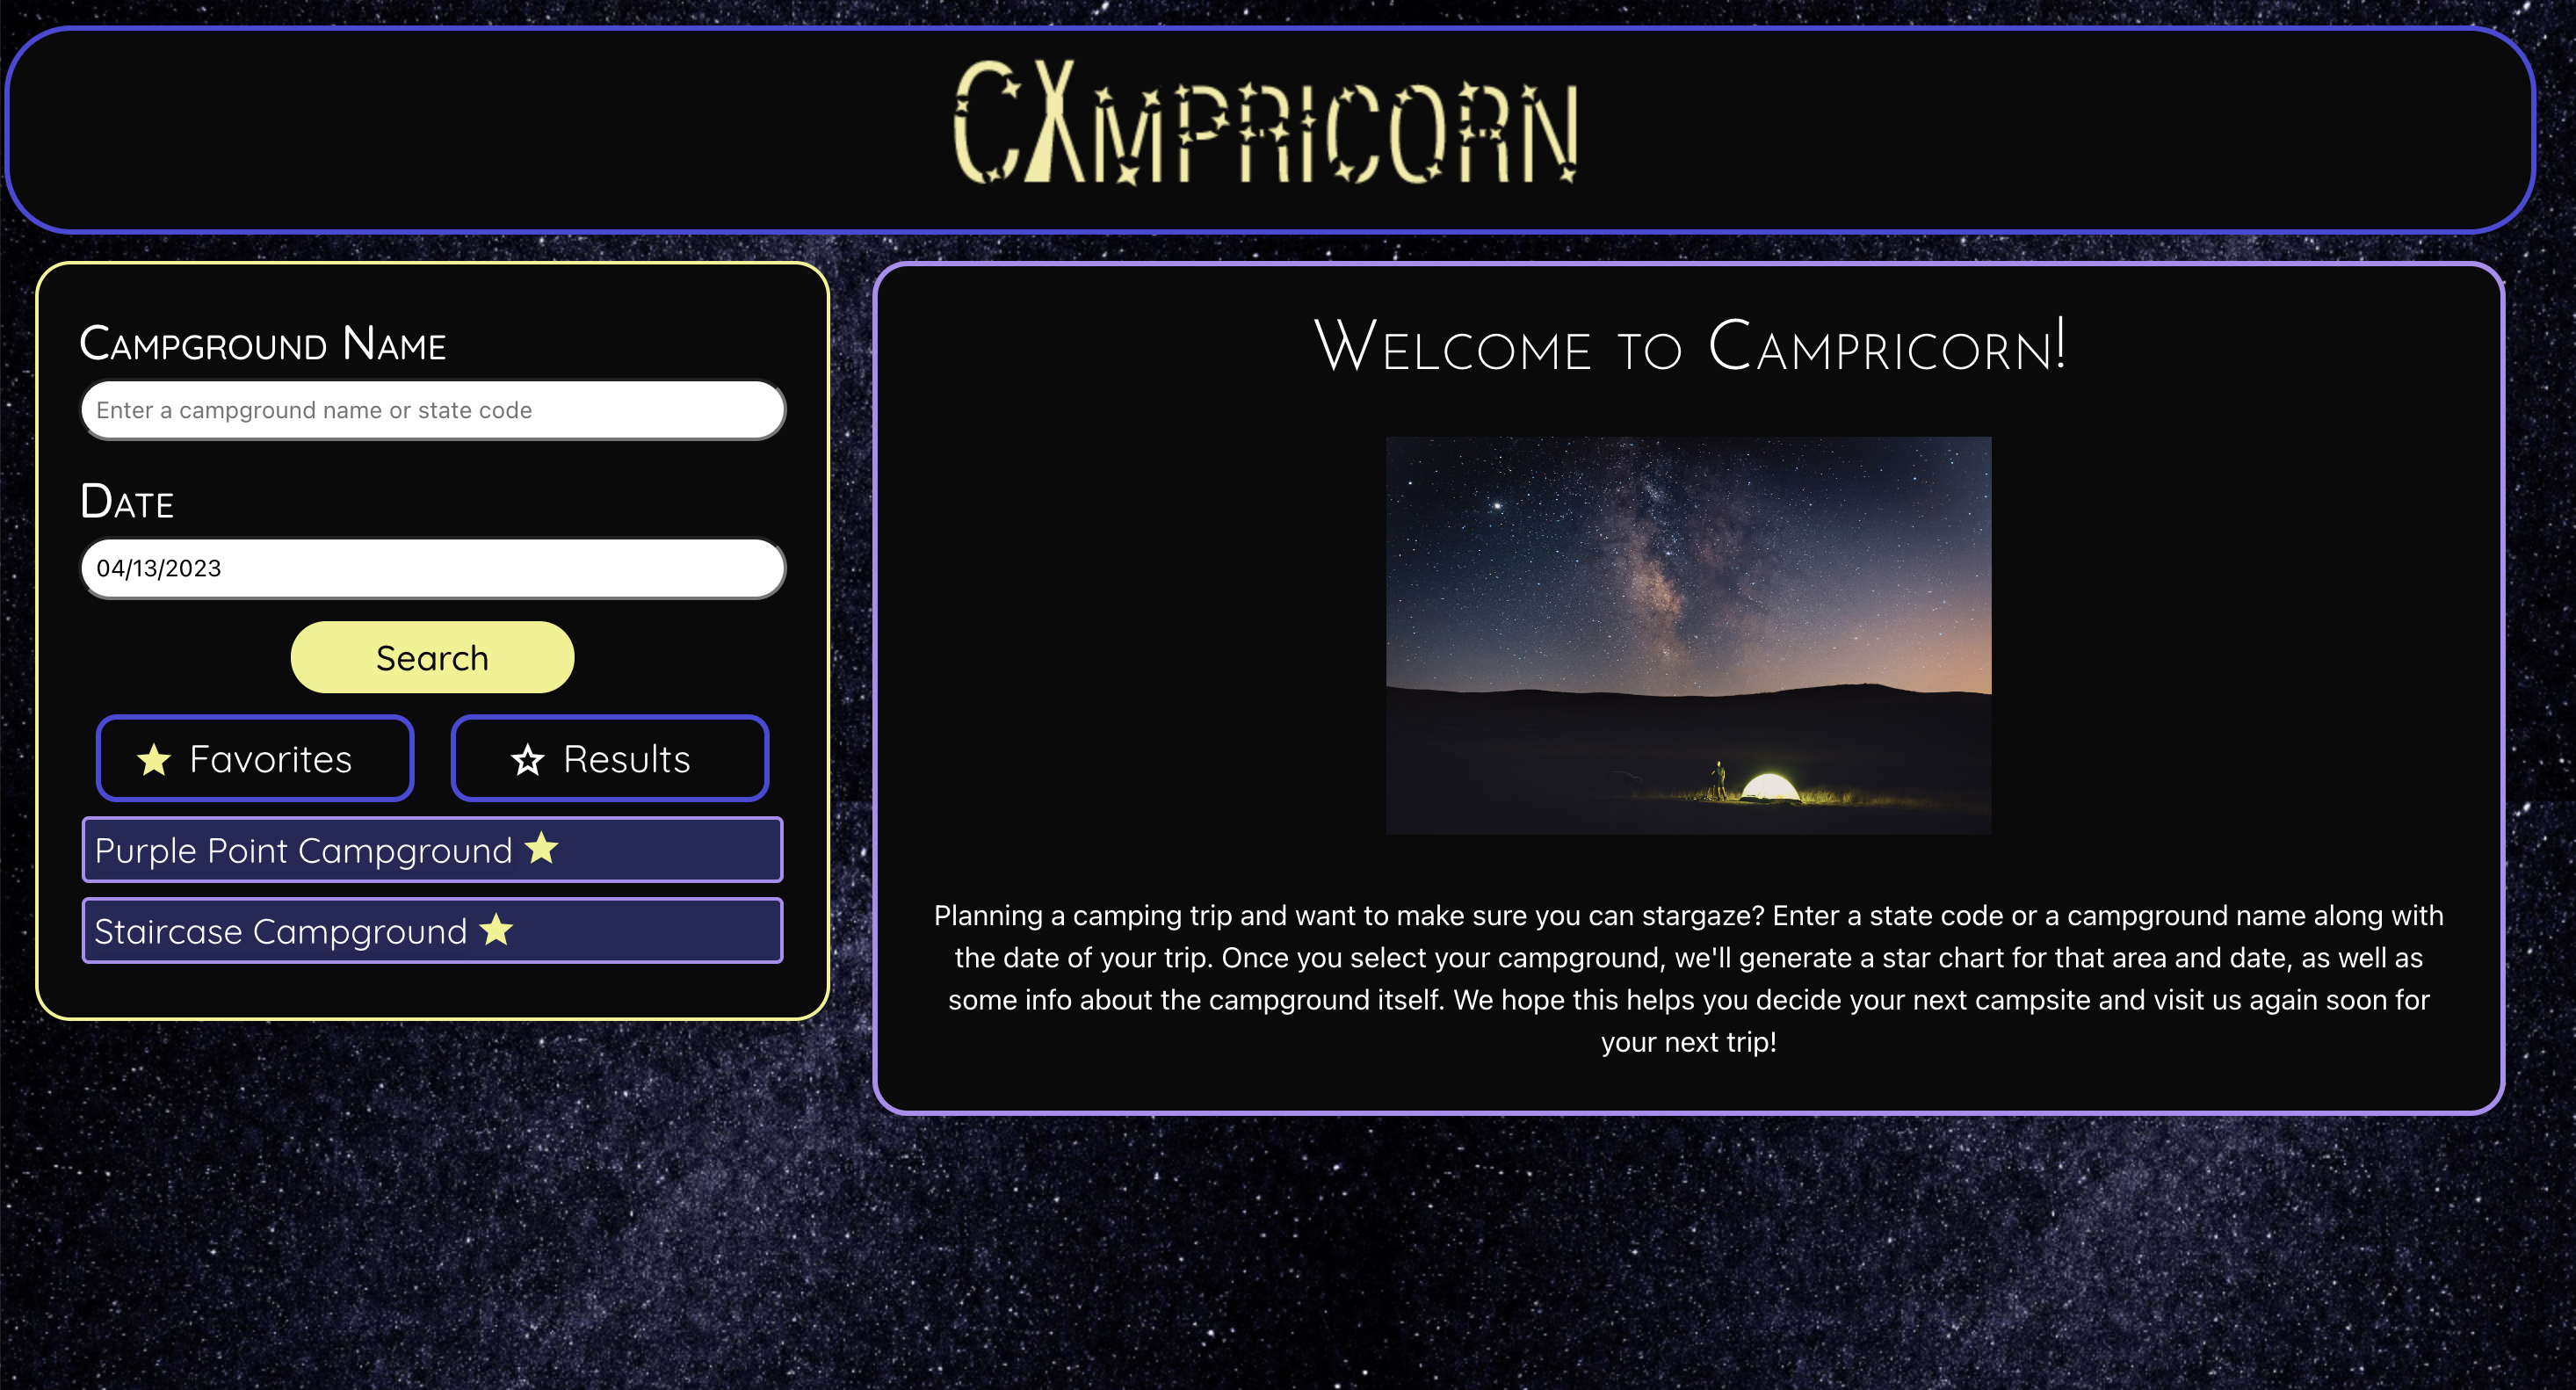 CAMPRICORN
Campground Name
Enter a campground name or state code
Date
04/13/2023
Search
Favorites
Results
Purple Point Campground
Staircase Campground
Welcome to Campricorn!
Planning a camping trip and want to make sure you can stargaze? Enter a state code or a campground name along with
the date of your trip. Once you select your campground, we'll generate a star chart for that area and date, as well as
some info about the campground itself. We hope this helps you decide your next campsite and visit us again soon for
your next trip!